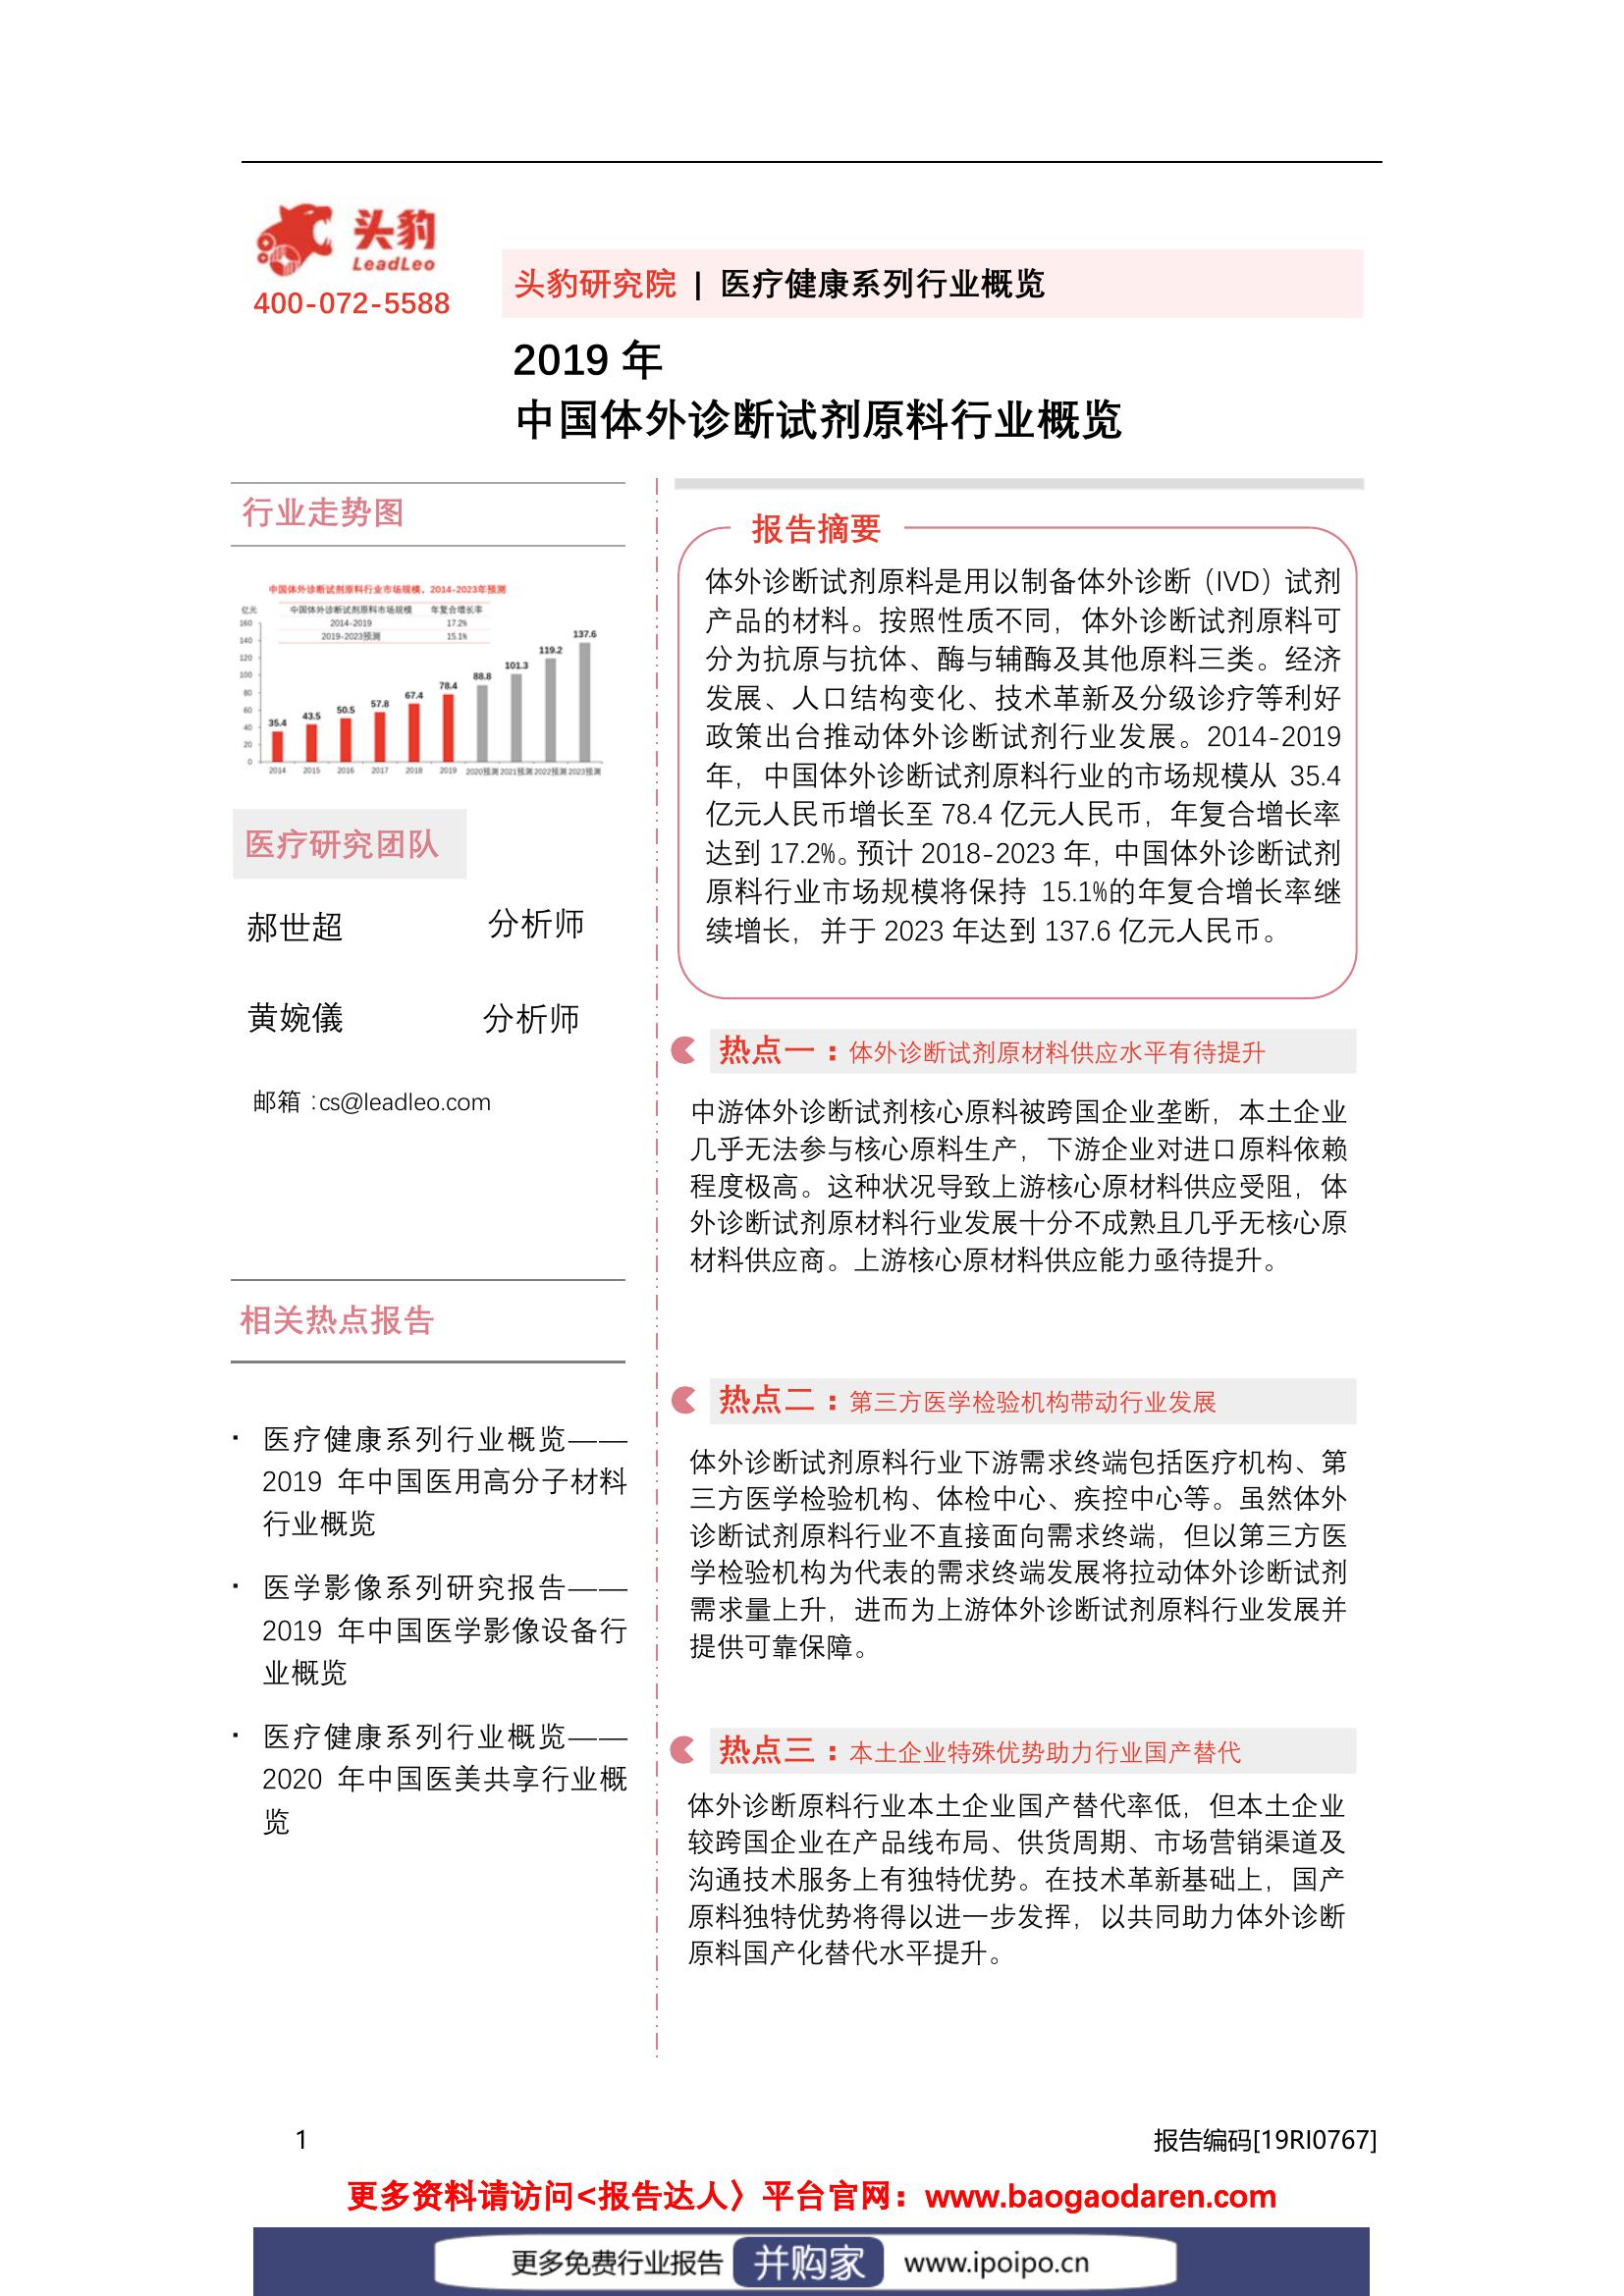 头豹
LeadLeo
400-072-5588
头豹研究院 | 医疗健康系列行业概览
2019 年
中国体外诊断试剂原料行业概览
行业走势图
中国体外诊断试剂原料行业市场规模，2014-2023年预测
亿元 中国体外诊断试剂原料市场规模 年复合增长率
2014-2019 17.2%
2019-2023预测 15.1%
160
140
120
100
80
60
40
20
0
35.4 43.5 50.5 57.8 67.4 78.4 88.8 101.3 119.2 137.6
2014 2015 2016 2017 2018 2019 2020预测 2021预测 2022预测 2023预测
医疗研究团队
郝世超 分析师
黄婉儀 分析师
邮箱：cs@leadleo.com
相关热点报告
· 医疗健康系列行业概览——
2019 年中国医用高分子材料
行业概览
· 医学影像系列研究报告——
2019 年中国医学影像设备行
业概览
· 医疗健康系列行业概览——
2020 年中国医美共享行业概
览
报告摘要
体外诊断试剂原料是用以制备体外诊断（IVD）试剂
产品的材料。按照性质不同，体外诊断试剂原料可
分为抗原与抗体、酶与辅酶及其他原料三类。经济
发展、人口结构变化、技术革新及分级诊疗等利好
政策出台推动体外诊断试剂行业发展。2014-2019
年，中国体外诊断试剂原料行业的市场规模从 35.4
亿元人民币增长至 78.4 亿元人民币，年复合增长率
达到 17.2%。预计 2018-2023 年，中国体外诊断试剂
原料行业市场规模将保持 15.1%的年复合增长率继
续增长，并于 2023 年达到 137.6 亿元人民币。
热点一：体外诊断试剂原材料供应水平有待提升
中游体外诊断试剂核心原料被跨国企业垄断，本土企业
几乎无法参与核心原料生产，下游企业对进口原料依赖
程度极高。这种状况导致上游核心原材料供应受阻，体
外诊断试剂原材料行业发展十分不成熟且几乎无核心原
材料供应商。上游核心原材料供应能力亟待提升。
热点二：第三方医学检验机构带动行业发展
体外诊断试剂原料行业下游需求终端包括医疗机构、第
三方医学检验机构、体检中心、疾控中心等。虽然体外
诊断试剂原料行业不直接面向需求终端，但以第三方医
学检验机构为代表的需求终端发展将拉动体外诊断试剂
需求量上升，进而为上游体外诊断试剂原料行业发展并
提供可靠保障。
热点三：本土企业特殊优势助力行业国产替代
体外诊断原料行业本土企业国产替代率低，但本土企业
较跨国企业在产品线布局、供货周期、市场营销渠道及
沟通技术服务上有独特优势。在技术革新基础上，国产
原料独特优势将得以进一步发挥，以共同助力体外诊断
原料国产化替代水平提升。
1 报告编码[19RI0767]
更多资料请访问<报告达人〉平台官网：www.baogaodaren.com
更多免费行业报告 并购家 www.ipoipo.cn